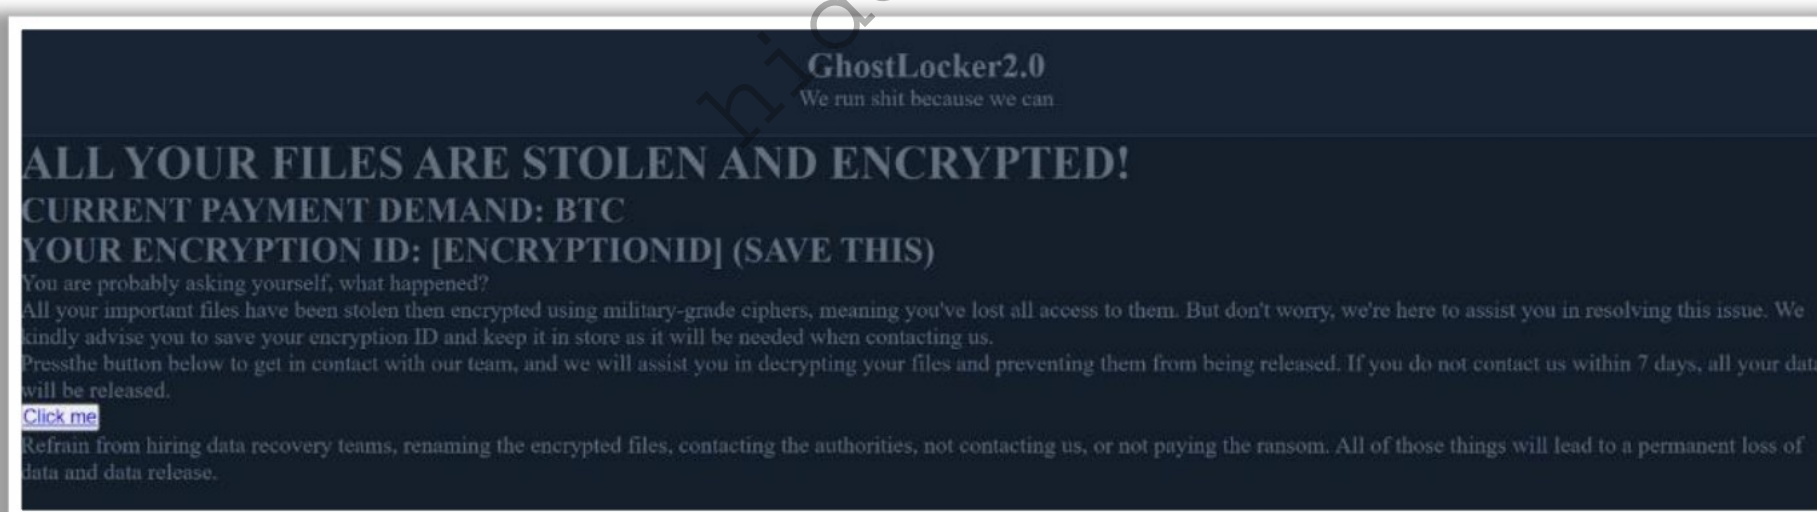 GhostLocker2.0
We run shit because we can
ALL YOUR FILES ARE STOLEN AND ENCRYPTED!
CURRENT PAYMENT DEMAND: BTC
YOUR ENCRYPTION ID: [ENCRYPTIONID] (SAVE THIS)
You are probably asking yourself, what happened?
All your important files have been stolen then encrypted using military-grade ciphers, meaning you've lost all access to them. But don't worry, we're here to assist you in resolving this issue. We
kindly advise you to save your encryption ID and keep it in store as it will be needed when contacting us.
Pressthe button below to get in contact with our team, and we will assist you in decrypting your files and preventing them from being released. If you do not contact us within 7 days, all your data
will be released.
Click me
Refrain from hiring data recovery teams, renaming the encrypted files, contacting the authorities, not contacting us, or not paying the ransom. All of those things will lead to a permanent loss of
data and data release.